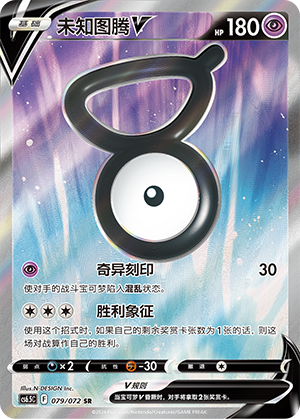 基础 未知图腾V HP 180
奇异刻印 30
使对手的战斗宝可梦陷入混乱状态。
胜利象征
使用这个招式时，如果自己的剩余奖赏卡张数为1张的话，则这
场对战算作自己的胜利。
弱点 ×2 抗性 -30 撤退
Illus.N-DESIGN Inc.
F 079/072 SR
V规则
当宝可梦V昏厥时，对手将拿取2张奖赏卡。